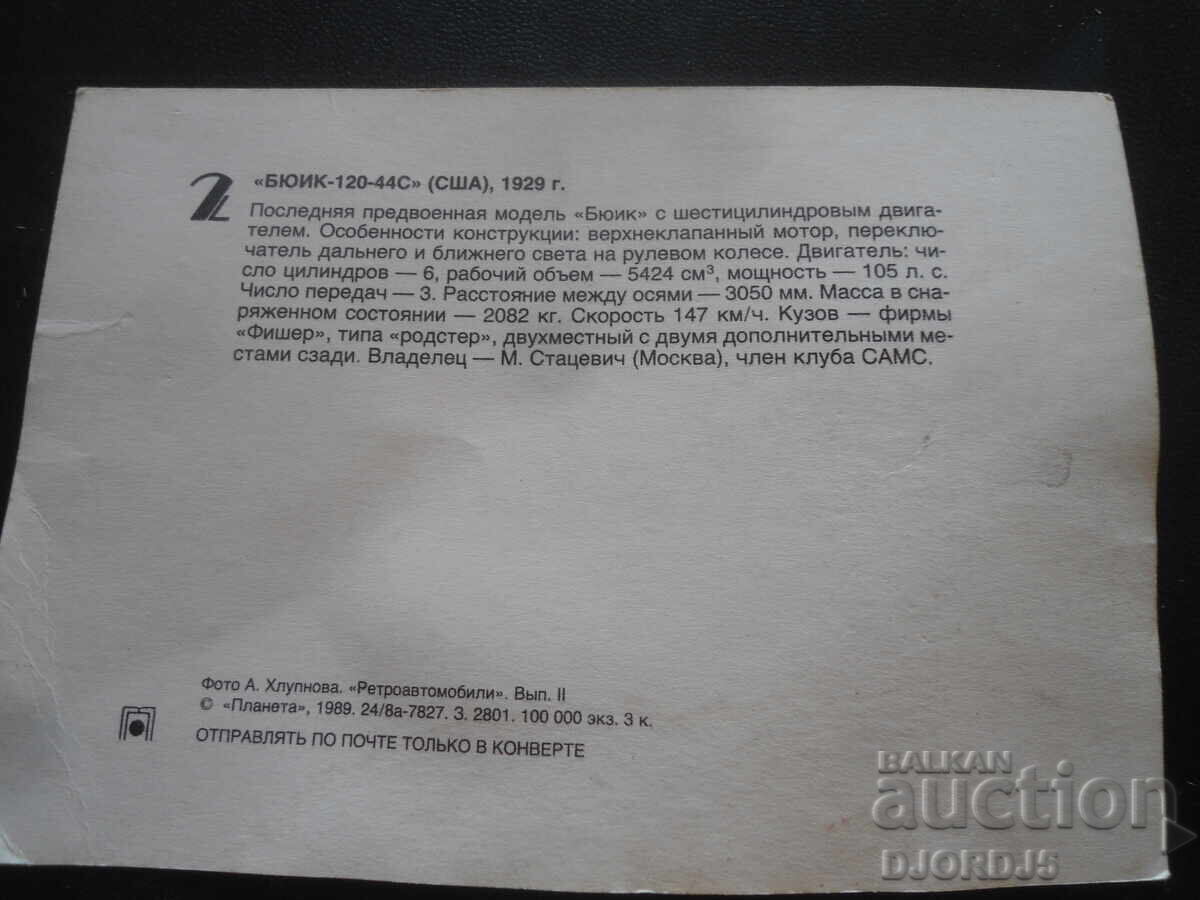 «БЮИК-120-44С» (США), 1929 г.
Последняя предвоенная модель «Бюик» с шестицилиндровым двига-
телем. Особенности конструкции: верхнеклапанный мотор, переклю-
чатель дальнего и ближнего света на рулевом колесе. Двигатель: чи-
сло цилиндров — 6, рабочий объем — 5424 см³, мощность — 105 л. с.
Число передач — 3. Расстояние между осями — 3050 мм. Масса в сна-
ряженном состоянии — 2082 кг. Скорость 147 км/ч. Кузов — фирмы
«Фишер», типа «родстер», двухместный с двумя дополнительными ме-
стами сзади. Владелец — М. Стацевич (Москва), член клуба САМС.
Фото А. Хлупнова. «Ретроавтомобили». Вып. II
© «Планета», 1989. 24/8а-7827. З. 2801. 100 000 экз. 3 к.
ОТПРАВЛЯТЬ ПО ПОЧТЕ ТОЛЬКО В КОНВЕРТЕ
BALKAN
auction
DJORDJ5